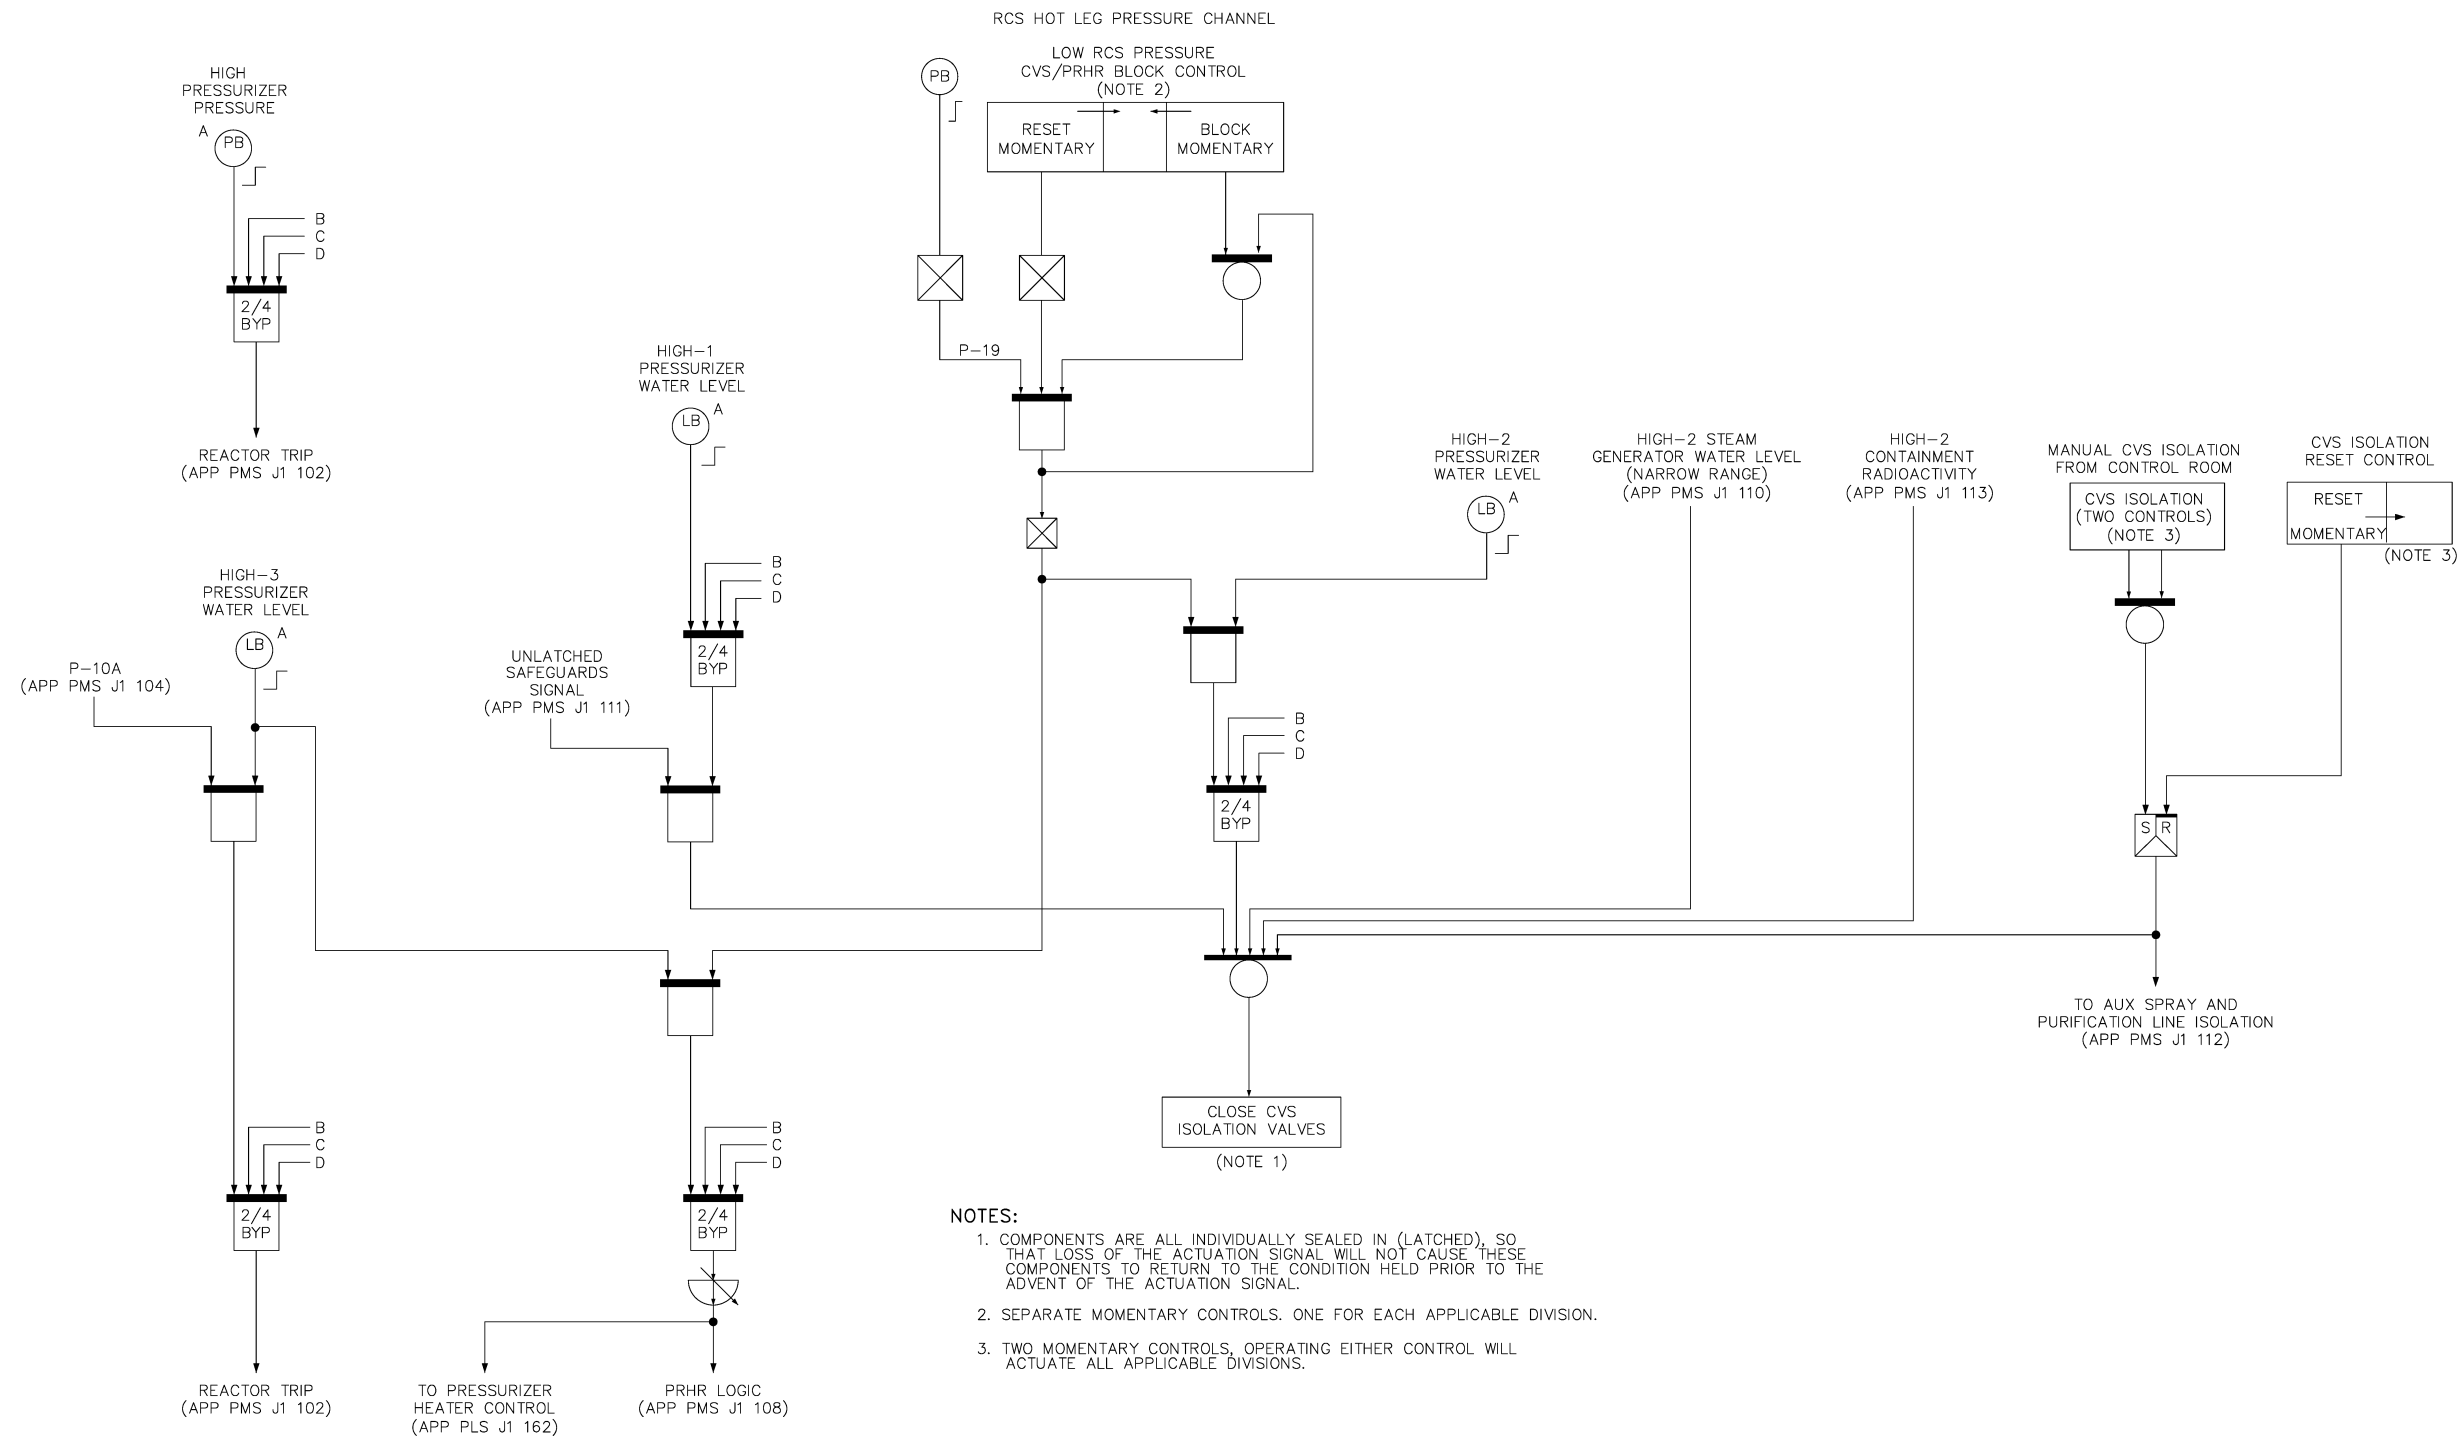 RCS HOT LEG PRESSURE CHANNEL
LOW RCS PRESSURE
CVS/PRHR BLOCK CONTROL
(NOTE 2)
PB
RESET
MOMENTARY
BLOCK
MOMENTARY
P-19
HIGH
PRESSURIZER
PRESSURE
A
PB
B
C
D
2/4
BYP
REACTOR TRIP
(APP PMS J1 102)
HIGH-1
PRESSURIZER
WATER LEVEL
A
LB
B
C
D
2/4
BYP
HIGH-2
PRESSURIZER
WATER LEVEL
A
LB
B
C
D
2/4
BYP
HIGH-2 STEAM
GENERATOR WATER LEVEL
(NARROW RANGE)
(APP PMS J1 110)
HIGH-2
CONTAINMENT
RADIOACTIVITY
(APP PMS J1 113)
MANUAL CVS ISOLATION
FROM CONTROL ROOM
CVS ISOLATION
(TWO CONTROLS)
(NOTE 3)
CVS ISOLATION
RESET CONTROL
RESET
MOMENTARY
(NOTE 3)
S
R
TO AUX SPRAY AND
PURIFICATION LINE ISOLATION
(APP PMS J1 112)
HIGH-3
PRESSURIZER
WATER LEVEL
A
LB
P-10A
(APP PMS J1 104)
UNLATCHED
SAFEGUARDS
SIGNAL
(APP PMS J1 111)
B
C
D
2/4
BYP
REACTOR TRIP
(APP PMS J1 102)
B
C
D
2/4
BYP
TO PRESSURIZER
HEATER CONTROL
(APP PLS J1 162)
PRHR LOGIC
(APP PMS J1 108)
CLOSE CVS
ISOLATION VALVES
(NOTE 1)
NOTES:
1. COMPONENTS ARE ALL INDIVIDUALLY SEALED IN (LATCHED), SO
THAT LOSS OF THE ACTUATION SIGNAL WILL NOT CAUSE THESE
COMPONENTS TO RETURN TO THE CONDITION HELD PRIOR TO THE
ADVENT OF THE ACTUATION SIGNAL.
2. SEPARATE MOMENTARY CONTROLS. ONE FOR EACH APPLICABLE DIVISION.
3. TWO MOMENTARY CONTROLS, OPERATING EITHER CONTROL WILL
ACTUATE ALL APPLICABLE DIVISIONS.